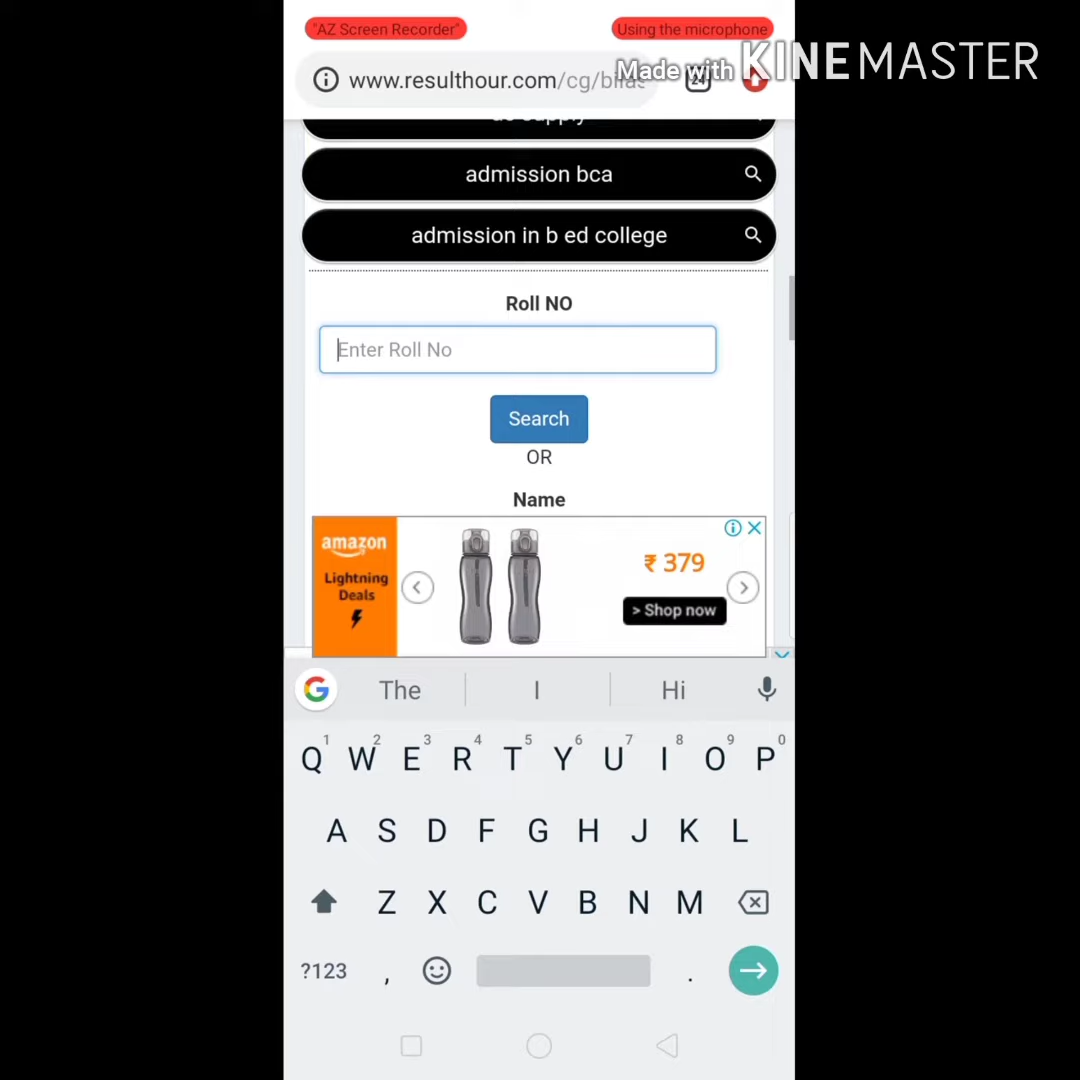 "AZ Screen Recorder"
Using the microphone
Made with KINEMASTER
www.resulthour.com/cg/bilas
24
admission bca
admission in b ed college
Roll NO
Enter Roll No
Search
OR
Name
amazon
Lightning
Deals
₹ 379
> Shop now
The I Hi
Q 1 W 2 E 3 R 4 T 5 Y 6 U 7 I 8 O 9 P 0
A S D F G H J K L
Z X C V B N M
?123 , .